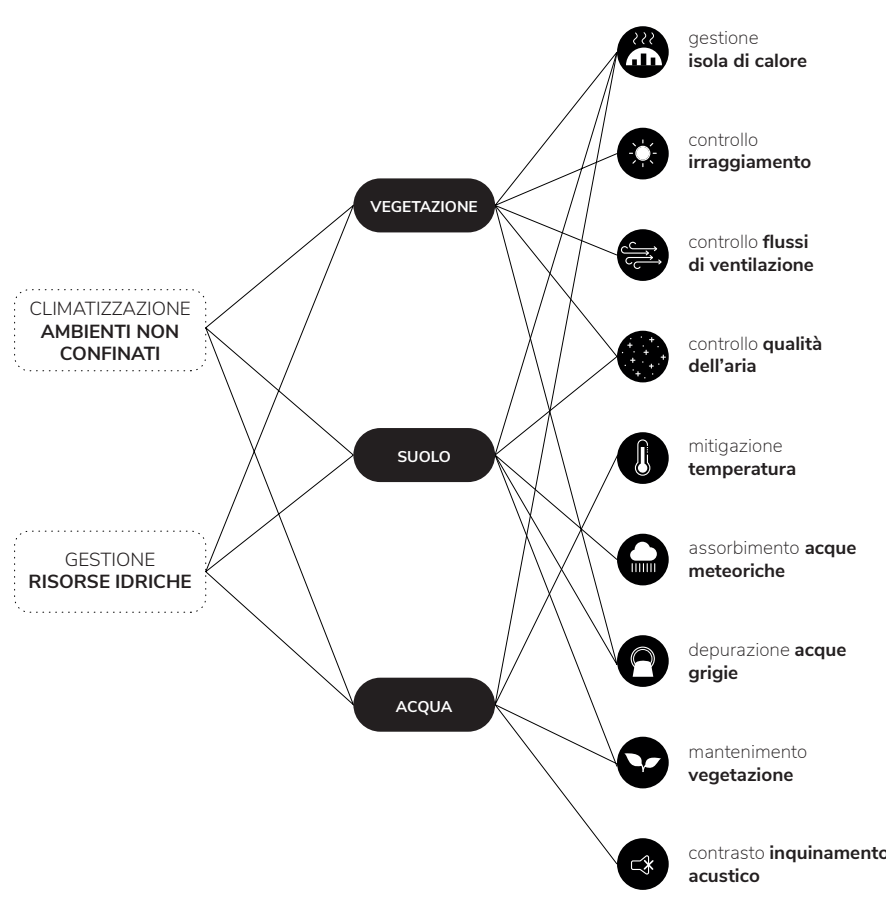 gestione
isola di calore
controllo
irraggiamento
VEGETAZIONE
controllo flussi
di ventilazione
CLIMATIZZAZIONE
AMBIENTI NON
CONFINATI
controllo qualità
dell'aria
SUOLO
mitigazione
temperatura
GESTIONE
RISORSE IDRICHE
assorbimento acque
meteoriche
depurazione acque
grigie
ACQUA
mantenimento
vegetazione
contrasto inquinamento
acustico